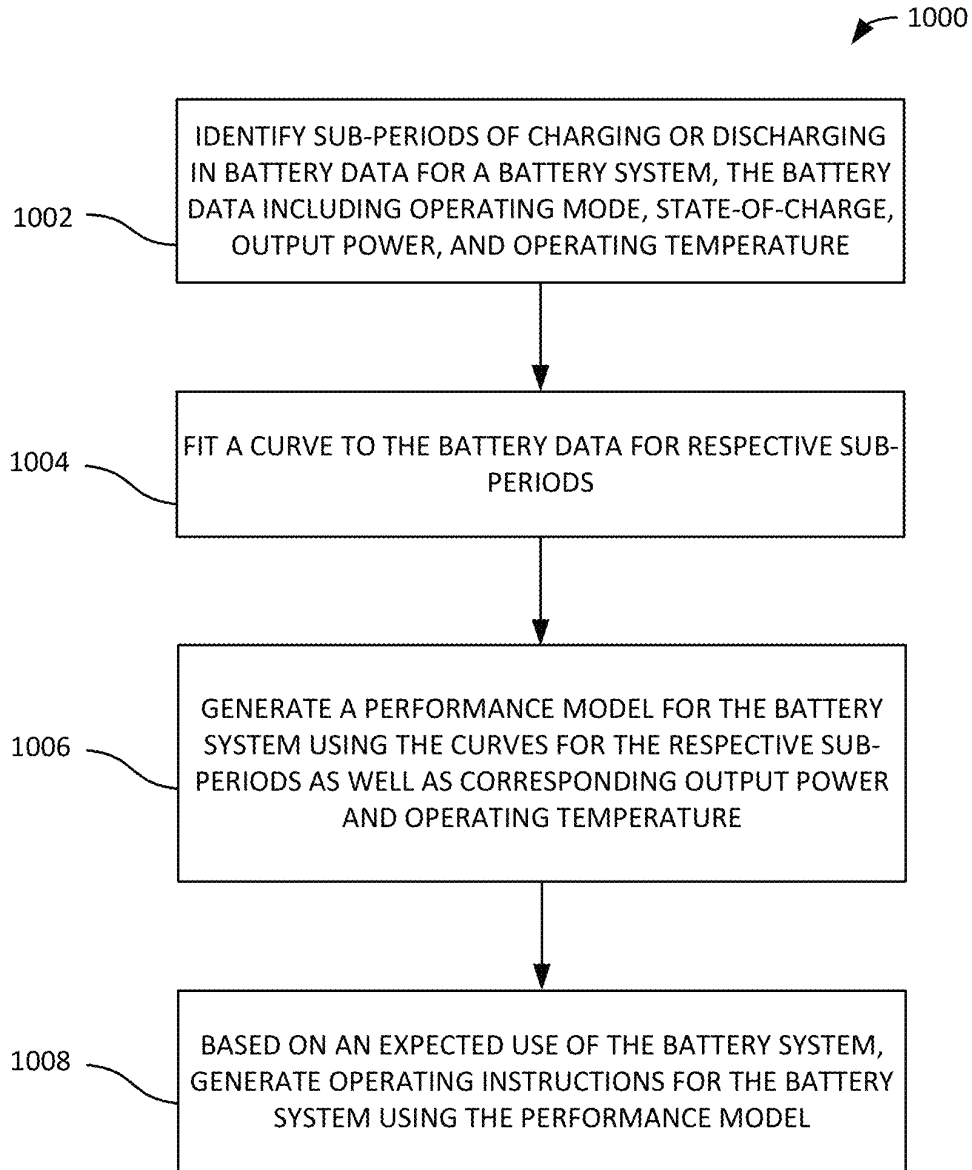 1000
IDENTIFY SUB-PERIODS OF CHARGING OR DISCHARGING
IN BATTERY DATA FOR A BATTERY SYSTEM, THE BATTERY
DATA INCLUDING OPERATING MODE, STATE-OF-CHARGE,
OUTPUT POWER, AND OPERATING TEMPERATURE
1002
FIT A CURVE TO THE BATTERY DATA FOR RESPECTIVE SUB-
PERIODS
1004
GENERATE A PERFORMANCE MODEL FOR THE BATTERY
SYSTEM USING THE CURVES FOR THE RESPECTIVE SUB-
PERIODS AS WELL AS CORRESPONDING OUTPUT POWER
AND OPERATING TEMPERATURE
1006
BASED ON AN EXPECTED USE OF THE BATTERY SYSTEM,
GENERATE OPERATING INSTRUCTIONS FOR THE BATTERY
SYSTEM USING THE PERFORMANCE MODEL
1008